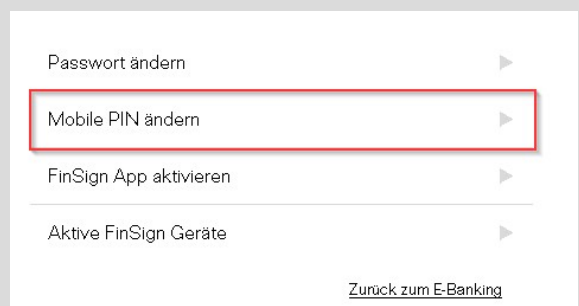 Passwort ändern
Mobile PIN ändern
FinSign App aktivieren
Aktive FinSign Geräte
Zurück zum E-Banking